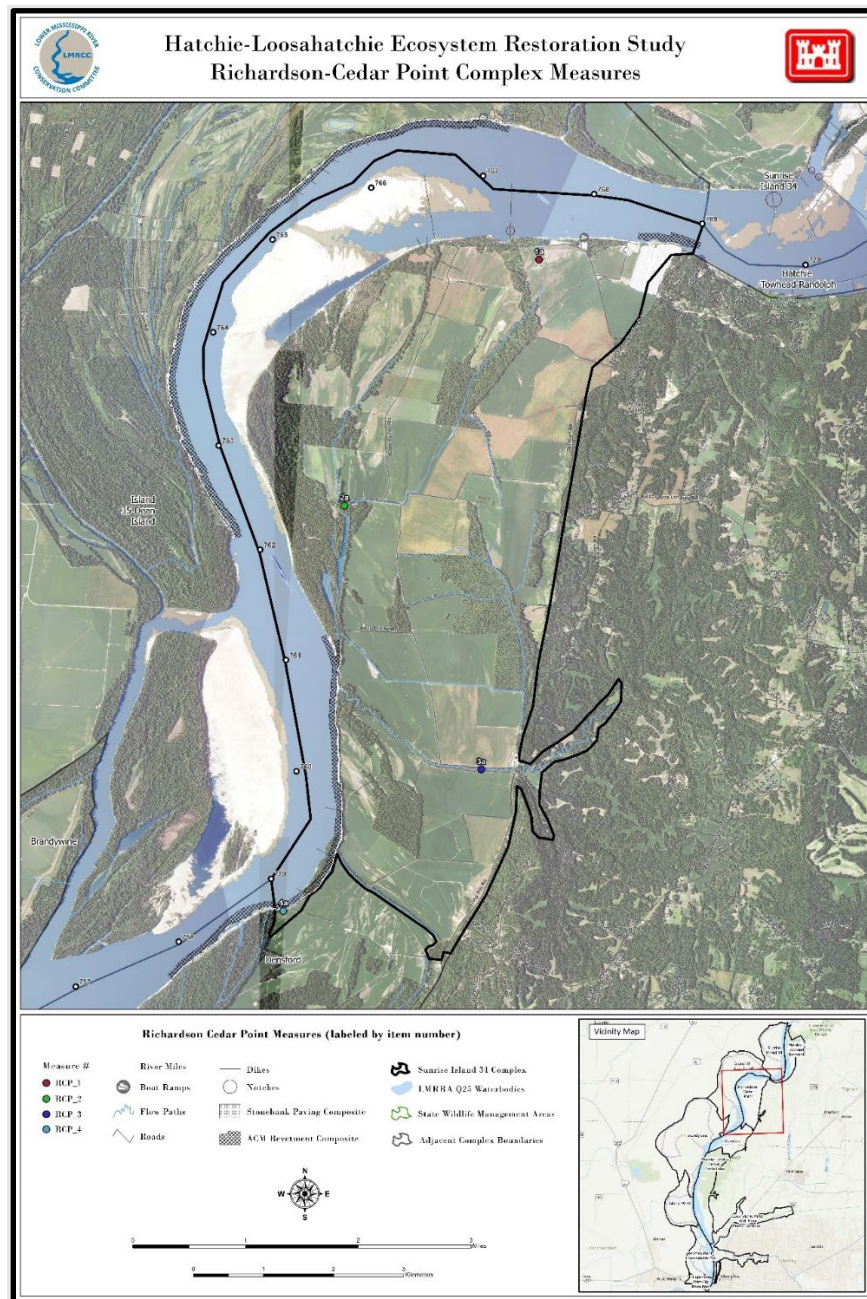 LOWER MISSISSIPPI RIVER
LMRCC
CONSERVATION COMMITTEE
Hatchie-Loosahatchie Ecosystem Restoration Study
Richardson-Cedar Point Complex Measures
Sunrise
Island 34
766
768
769
765
1a
Hatchie
Towhead-Randolph
764
763
Island
35-Dean
Island
2a
762
761
3a
760
Brandywine
759
4a
758
Densford
757
Richardson Cedar Point Measures (labeled by item number)
Vicinity Map
Measure #
RCP_1
RCP_2
RCP_3
RCP_4
River Miles
Boat Ramps
Flow Paths
Roads
Dikes
Notches
Stonebank Paving Composite
ACM Revetment Composite
Sunrise Island 34 Complex
LMRRA Q25 Waterbodies
State Wildlife Management Areas
Adjacent Complex Boundaries
N
W
E
S
0
3
Miles
0
1
2
3
Kilometers